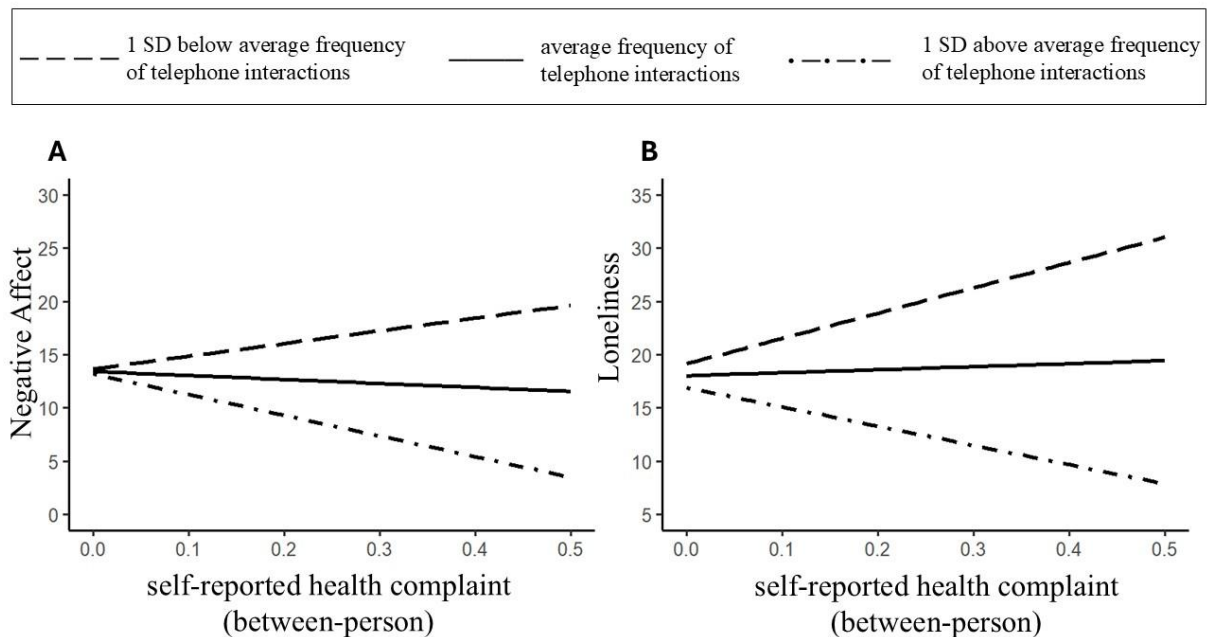 1 SD below average frequency
of telephone interactions
average frequency of
telephone interactions
1 SD above average frequency
of telephone interactions
A
30
25
20
15
10
5
0
Negative Affect
0.0 0.1 0.2 0.3 0.4 0.5
self-reported health complaint
(between-person)
B
35
30
25
20
15
10
5
Loneliness
0.0 0.1 0.2 0.3 0.4 0.5
self-reported health complaint
(between-person)